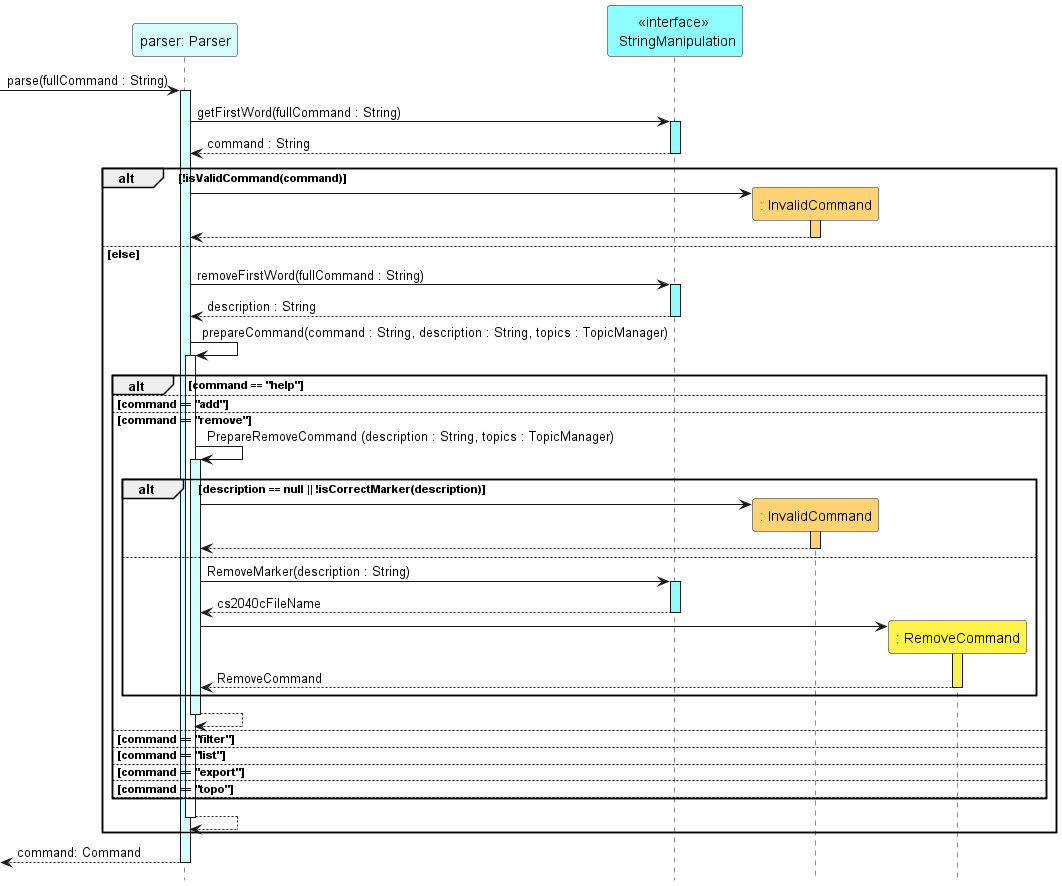 «interface»
StringManipulation
parser: Parser
parse(fullCommand : String)
getFirstWord(fullCommand : String)
command : String
alt [!isValidCommand(command)]
: InvalidCommand
[else]
removeFirstWord(fullCommand : String)
description : String
prepareCommand(command : String, description : String, topics : TopicManager)
alt [command == "help"]
[command == "add"]
[command == "remove"]
PrepareRemoveCommand (description : String, topics : TopicManager)
alt [description == null || !isCorrectMarker(description)]
: InvalidCommand
RemoveMarker(description : String)
cs2040cFileName
: RemoveCommand
RemoveCommand
[command == "filter"]
[command == "list"]
[command == "export"]
[command == "topo"]
command: Command